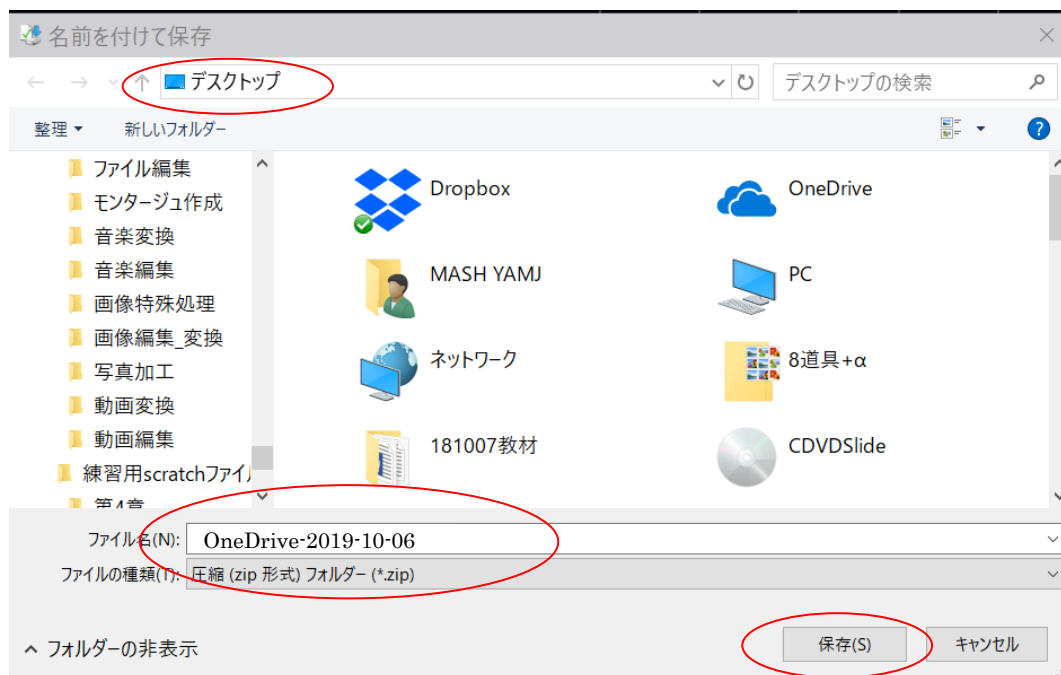 名前を付けて保存
デスクトップ
デスクトップの検索
整理
新しいフォルダー
ファイル編集
モンタージュ作成
音楽変換
音楽編集
画像特殊処理
画像編集_変換
写真加工
動画変換
動画編集
練習用scratchファイル
第4章
Dropbox
OneDrive
MASH YAMJ
PC
ネットワーク
8道具+α
181007教材
CDVDSlide
ファイル名(N): OneDrive-2019-10-06
ファイルの種類(T): 圧縮 (zip 形式) フォルダー (*.zip)
フォルダーの非表示
保存(S)
キャンセル